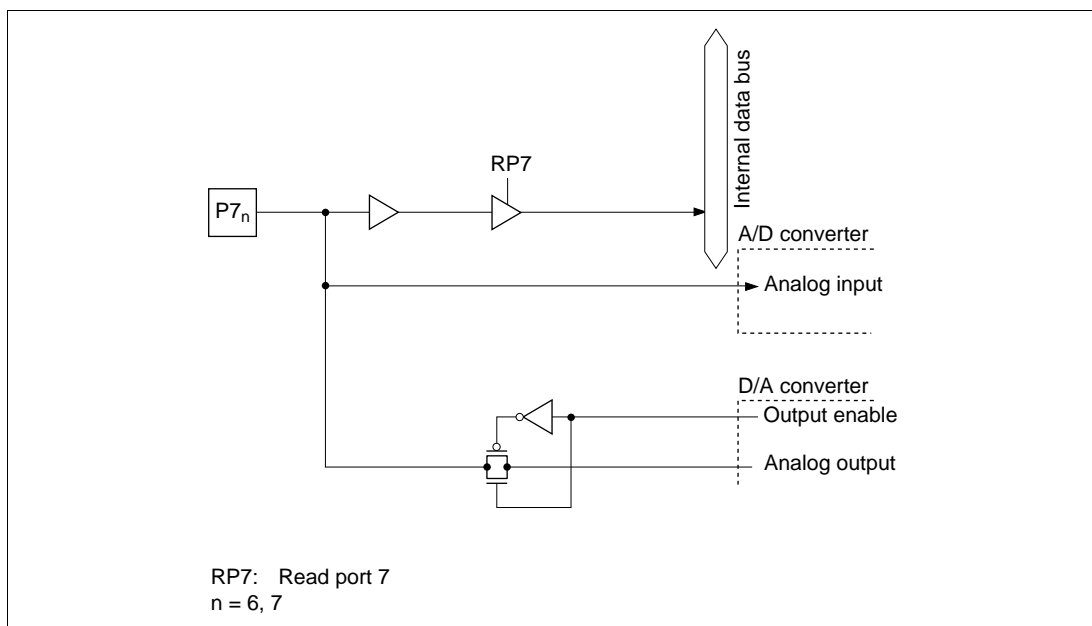 Internal data bus
RP7
P7n
A/D converter
Analog input
D/A converter
Output enable
Analog output
RP7: Read port 7
n = 6, 7